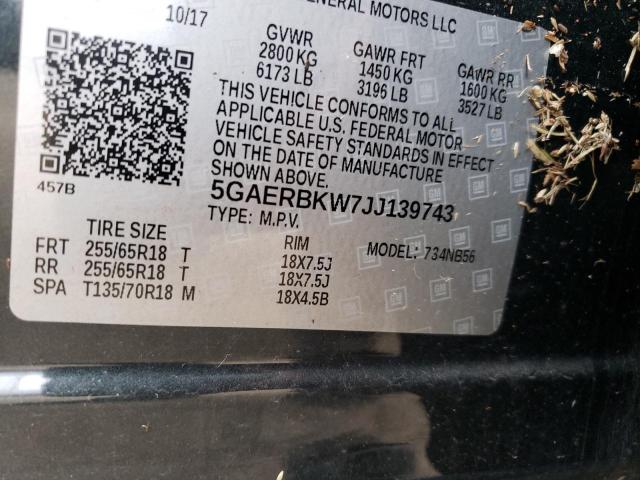 GENERAL MOTORS LLC
10/17
GVWR GAWR FRT GAWR RR
2800KG 1450 KG 1600 KG
6173 LB 3196 LB 3527 LB
THIS VEHICLE CONFORMS TO ALL
APPLICABLE U.S. FEDERAL MOTOR
VEHICLE SAFETY STANDARDS IN EFFECT
ON THE DATE OF MANUFACTURE
SHOWN ABOVE.
457B
5GAERBKW7JJ139743
TYPE: M.P.V.
TIRE SIZE RIM MODEL: 734NB56
FRT 255/65R18 T 18X7.5J
RR 255/65R18 T 18X7.5J
SPA T135/70R18 M 18X4.5B
GM